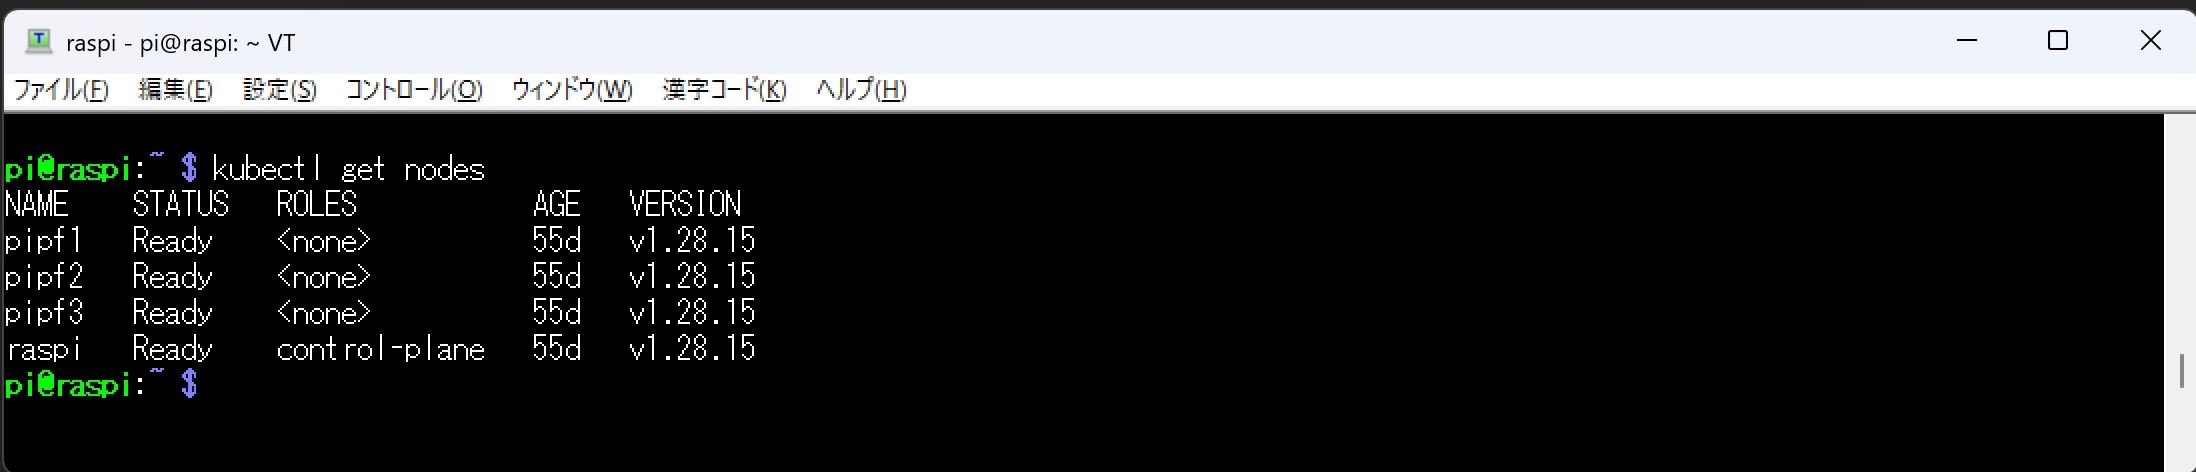 raspi - pi@raspi: ~ VT
ファイル(F) 編集(E) 設定(S) コントロール(O) ウィンドウ(W) 漢字コード(K) ヘルプ(H)
pi@raspi:~ $ kubectl get nodes
NAME    STATUS   ROLES           AGE   VERSION
pipf1   Ready    <none>          55d   v1.28.15
pipf2   Ready    <none>          55d   v1.28.15
pipf3   Ready    <none>          55d   v1.28.15
raspi   Ready    control-plane   55d   v1.28.15
pi@raspi:~ $